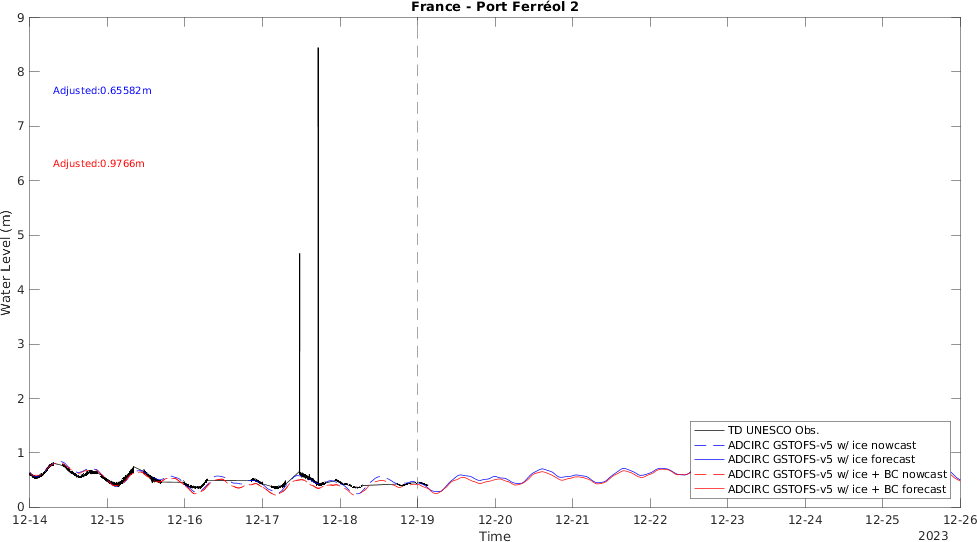 France - Port Ferréol 2
9
8
7
6
5
4
3
2
1
0
Water Level (m)
Adjusted:0.65582m
Adjusted:0.9766m
TD UNESCO Obs.
ADCIRC GSTOFS-v5 w/ ice nowcast
ADCIRC GSTOFS-v5 w/ ice forecast
ADCIRC GSTOFS-v5 w/ ice + BC nowcast
ADCIRC GSTOFS-v5 w/ ice + BC forecast
12-14 12-15 12-16 12-17 12-18 12-19 12-20 12-21 12-22 12-23 12-24 12-25 12-26
Time
2023